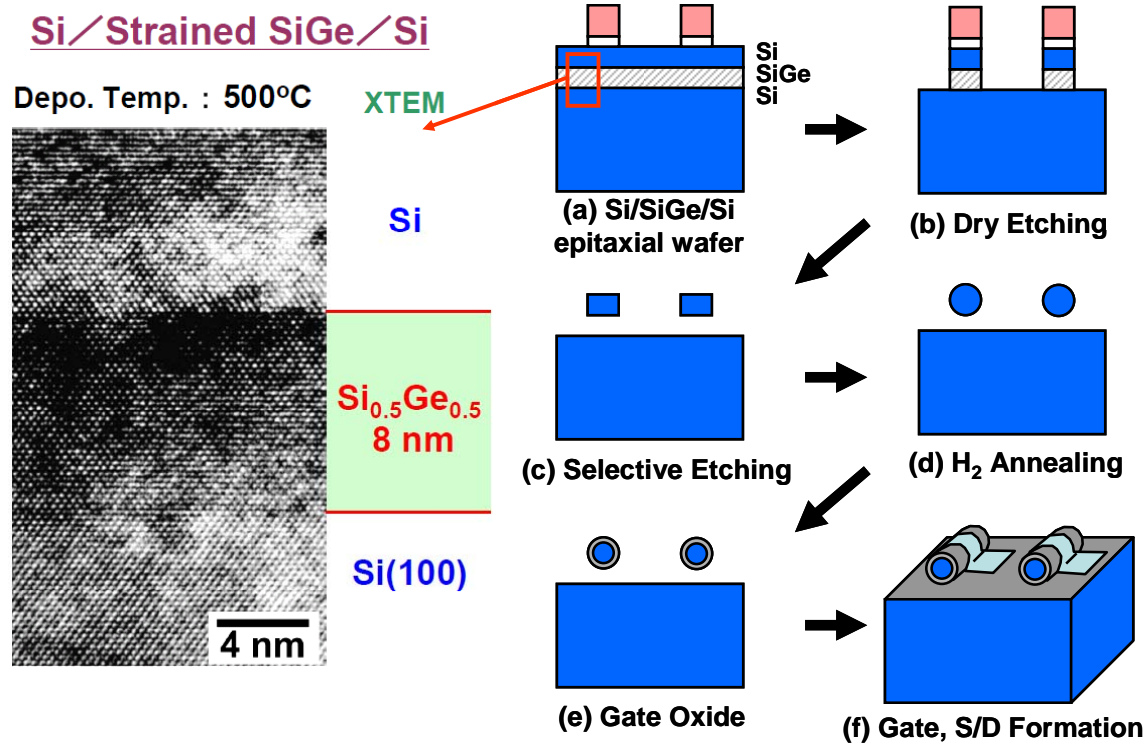 Si／Strained SiGe／Si
Depo. Temp. : 500°C
XTEM
Si
Si0.5Ge0.5
8 nm
Si(100)
4 nm
Si
SiGe
Si
(a) Si/SiGe/Si
epitaxial wafer
(b) Dry Etching
(c) Selective Etching
(d) H2 Annealing
(e) Gate Oxide
(f) Gate, S/D Formation